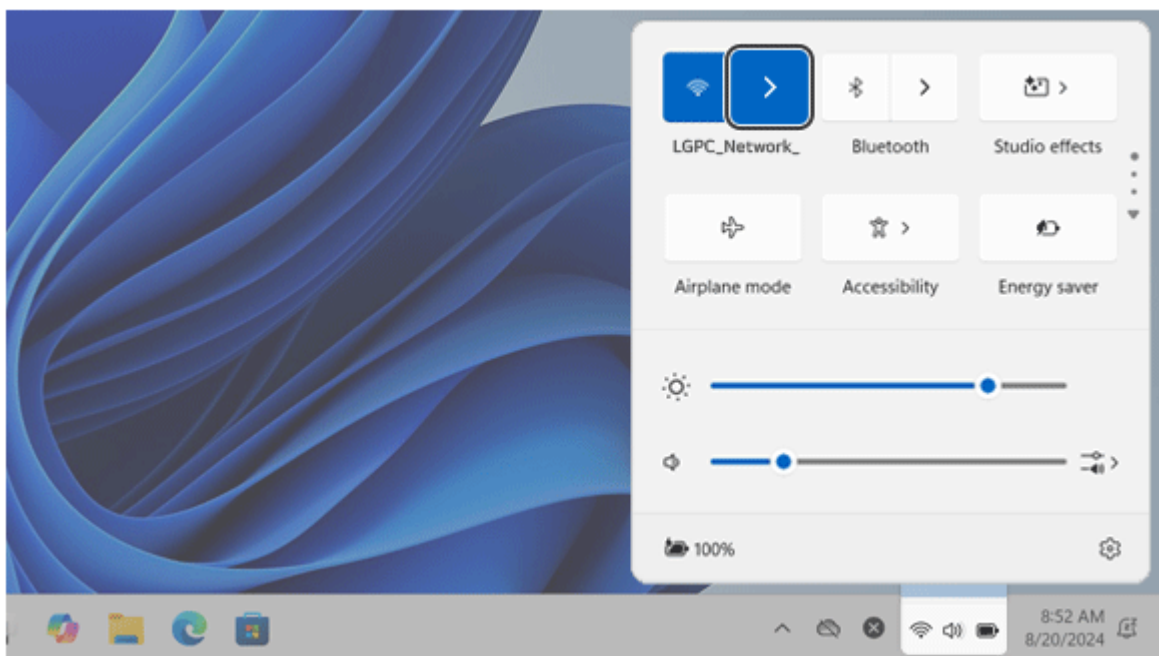 LGPC_Network_ Bluetooth Studio effects
Airplane mode Accessibility Energy saver
100%
8:52 AM
8/20/2024